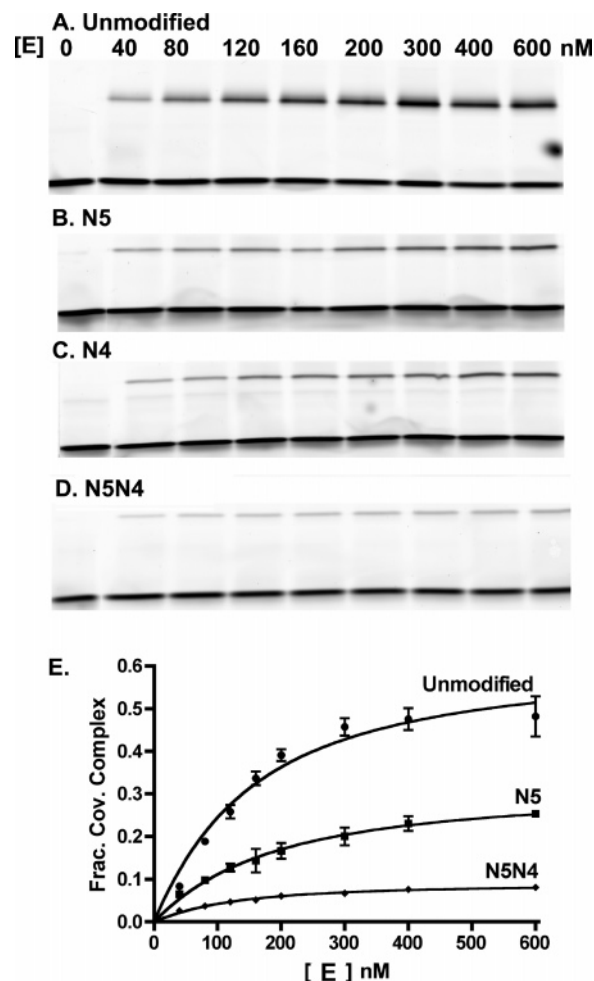 A. Unmodified
[E] 0 40 80 120 160 200 300 400 600 nM
B. N5
C. N4
D. N5N4
E.
0.6
0.5
0.4
0.3
0.2
0.1
0.0
Frac. Cov. Complex
Unmodified
N5
N5N4
0 100 200 300 400 500 600
[ E ] nM